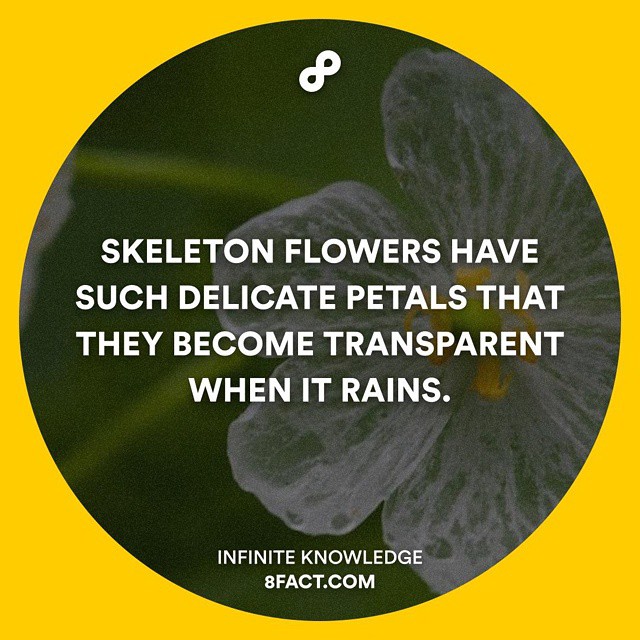 SKELETON FLOWERS HAVE
SUCH DELICATE PETALS THAT
THEY BECOME TRANSPARENT
WHEN IT RAINS.
INFINITE KNOWLEDGE
8FACT.COM